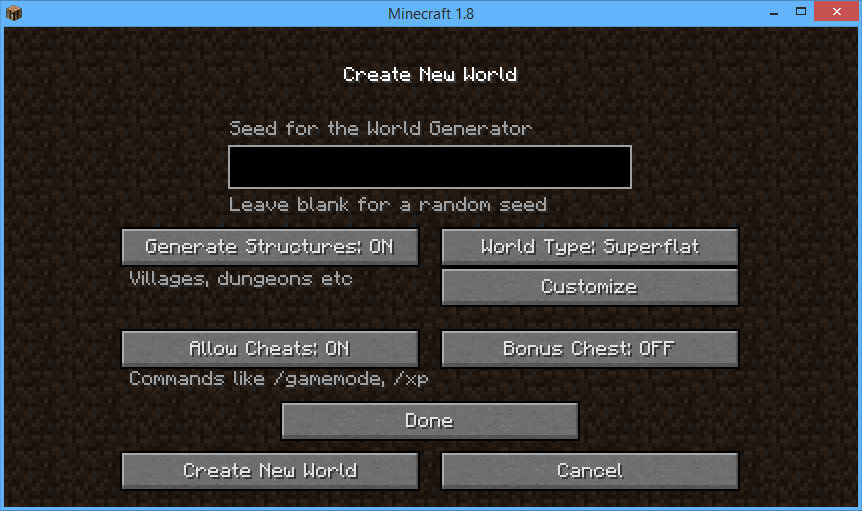 Minecraft 1.8
Create New World
Seed for the World Generator
Leave blank for a random seed
Generate Structures: ON
World Type: Superflat
Villages, dungeons etc
Customize
Allow Cheats: ON
Bonus Chest: OFF
Commands like /gamemode, /xp
Done
Create New World
Cancel